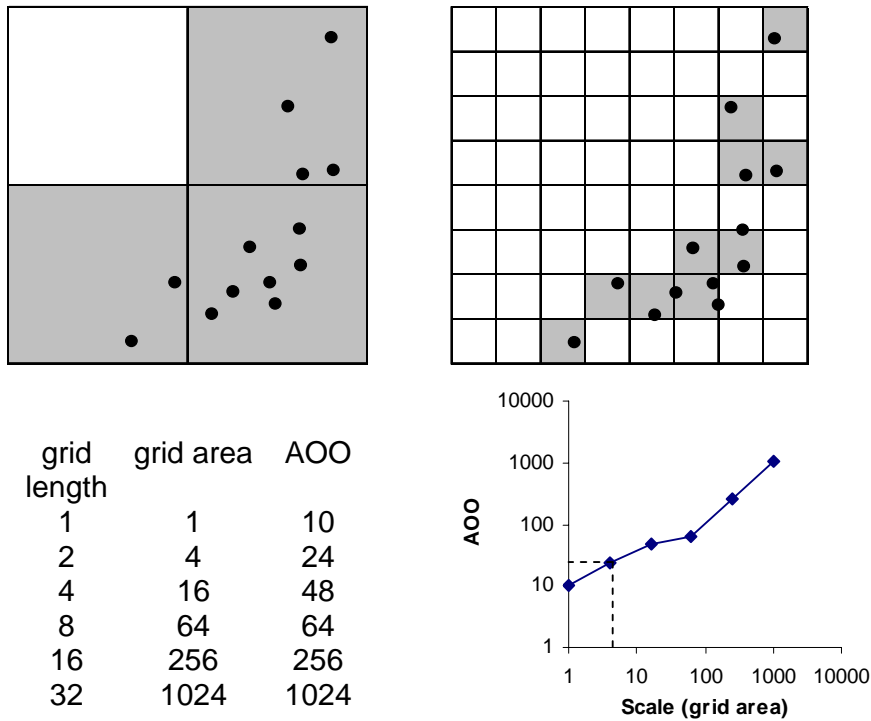 grid length grid area AOO
1 1 10
2 4 24
4 16 48
8 64 64
16 256 256
32 1024 1024
10000
1000
100
10
1
AOO
1 10 100 1000 10000
Scale (grid area)